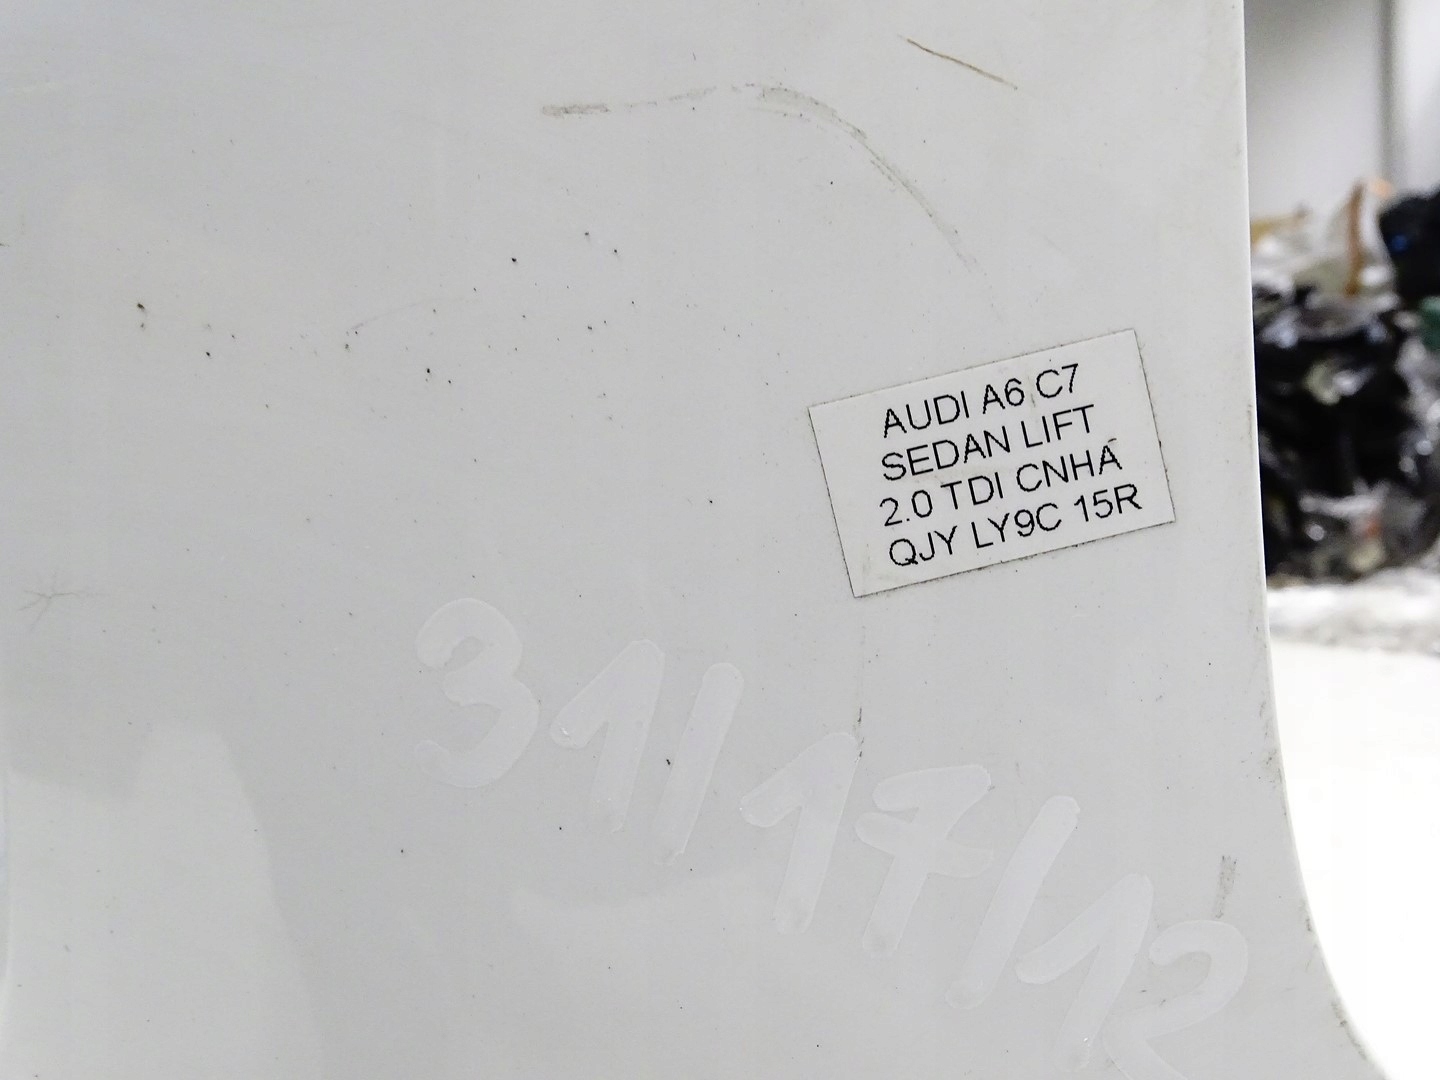 AUDI A6 C7
SEDAN LIFT
2.0 TDI CNHA
QJY LY9C 15R
31/17/12